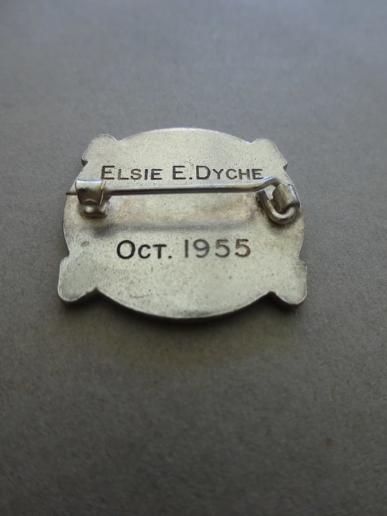 ELSIE E. DYCHE
OCT. 1955